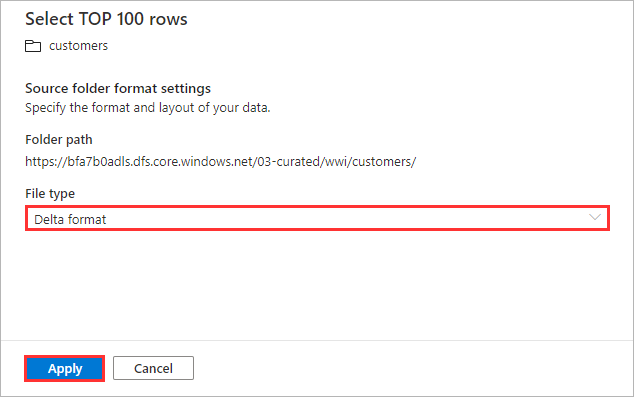 Select TOP 100 rows
customers
Source folder format settings
Specify the format and layout of your data.
Folder path
https://bfa7b0adls.dfs.core.windows.net/03-curated/wwi/customers/
File type
Delta format
Apply
Cancel